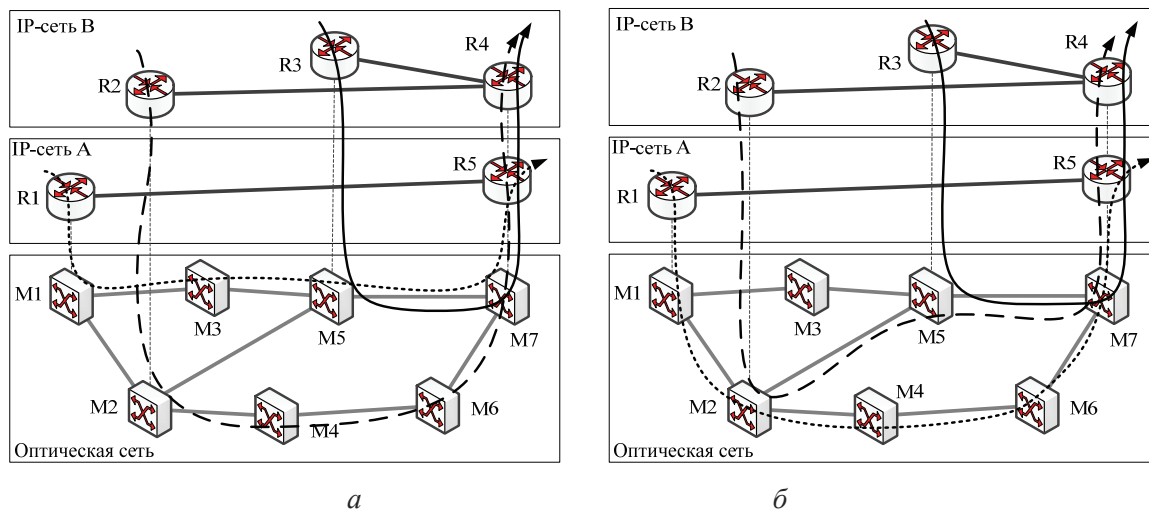 IP-сеть B
R4
R3
R2
IP-сеть A
R5
R1
M1
M3
M5
M7
M2
M4
M6
Оптическая сеть
а
IP-сеть B
R4
R3
R2
IP-сеть A
R5
R1
M1
M3
M5
M7
M2
M4
M6
Оптическая сеть
б